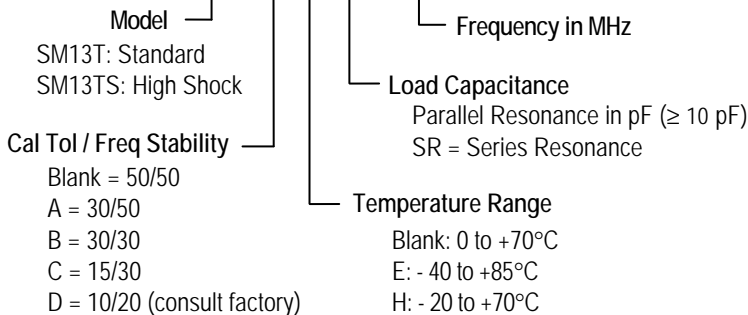 Model
SM13T: Standard
SM13TS: High Shock
Cal Tol / Freq Stability
Blank = 50/50
A = 30/50
B = 30/30
C = 15/30
D = 10/20 (consult factory)
Frequency in MHz
Load Capacitance
Parallel Resonance in pF (≥ 10 pF)
SR = Series Resonance
Temperature Range
Blank: 0 to +70°C
E: - 40 to +85°C
H: - 20 to +70°C